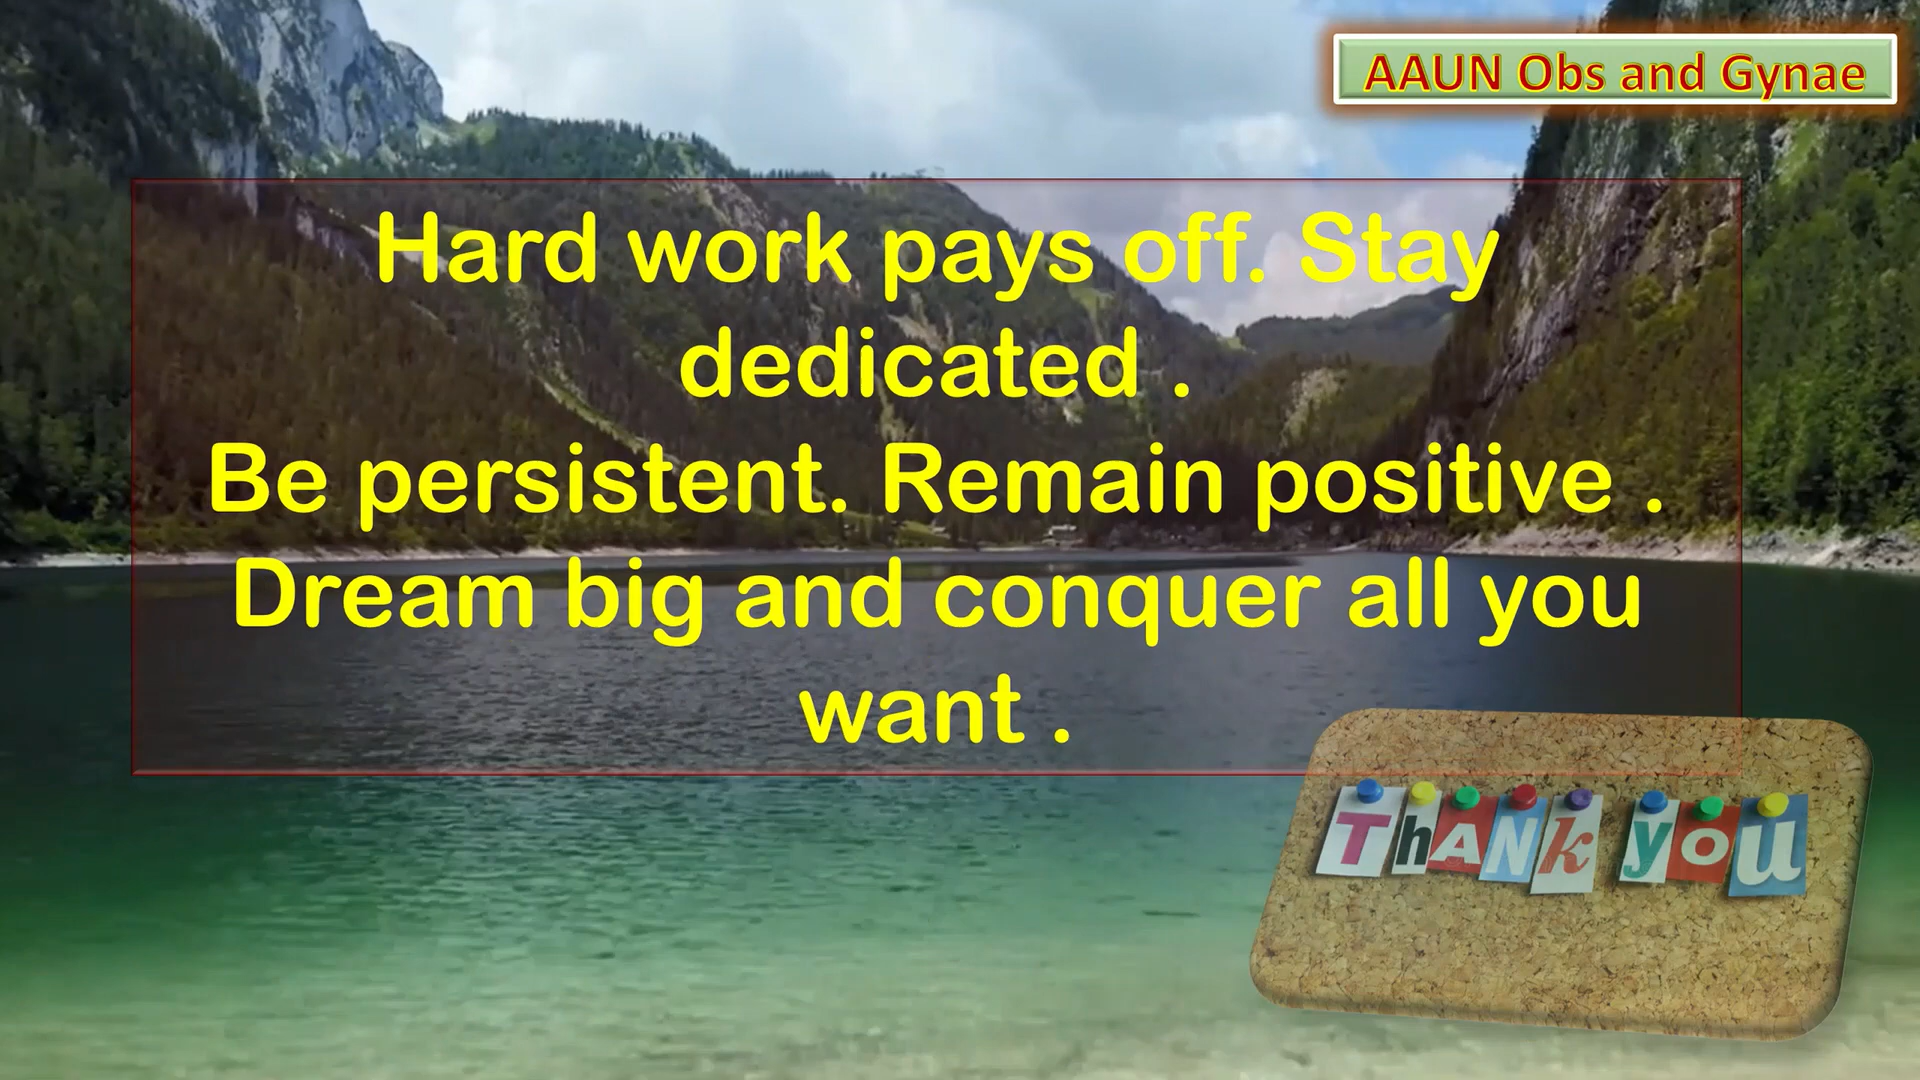 AAUN Obs and Gynae
Hard work pays off. Stay
dedicated .
Be persistent. Remain positive .
Dream big and conquer all you
want .
ThANk you